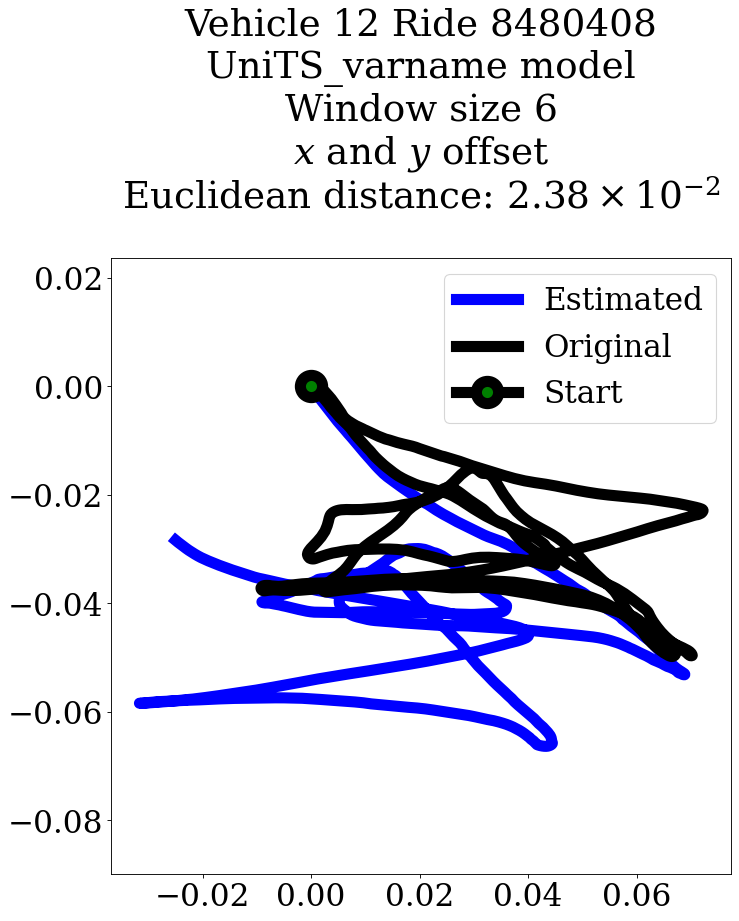 Vehicle 12 Ride 8480408
UniTS_varname model
Window size 6
x and y offset
Euclidean distance: 2.38 × 10⁻²
0.02
0.00
−0.02
−0.04
−0.06
−0.08
Estimated
Original
Start
−0.02 0.00 0.02 0.04 0.06